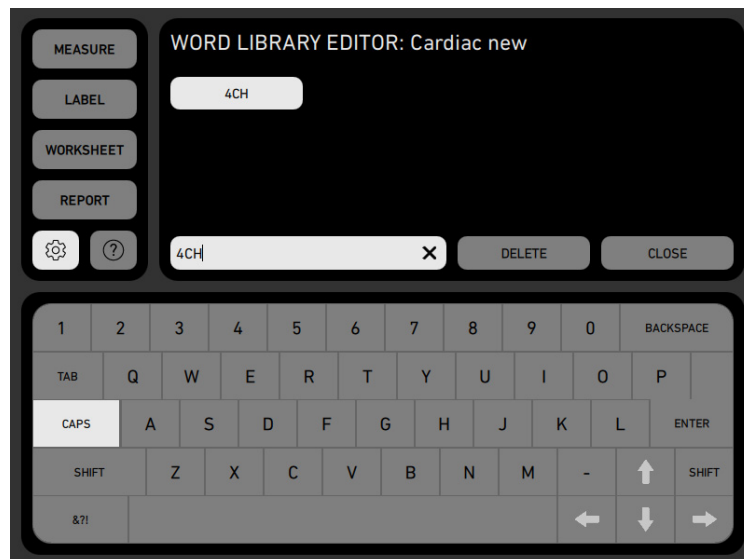 MEASURE
LABEL
WORKSHEET
REPORT
?
WORD LIBRARY EDITOR: Cardiac new
4CH
4CH DELETE CLOSE
1 2 3 4 5 6 7 8 9 0 BACKSPACE
TAB Q W E R T Y U I O P
CAPS A S D F G H J K L ENTER
SHIFT Z X C V B N M - SHIFT
&?!